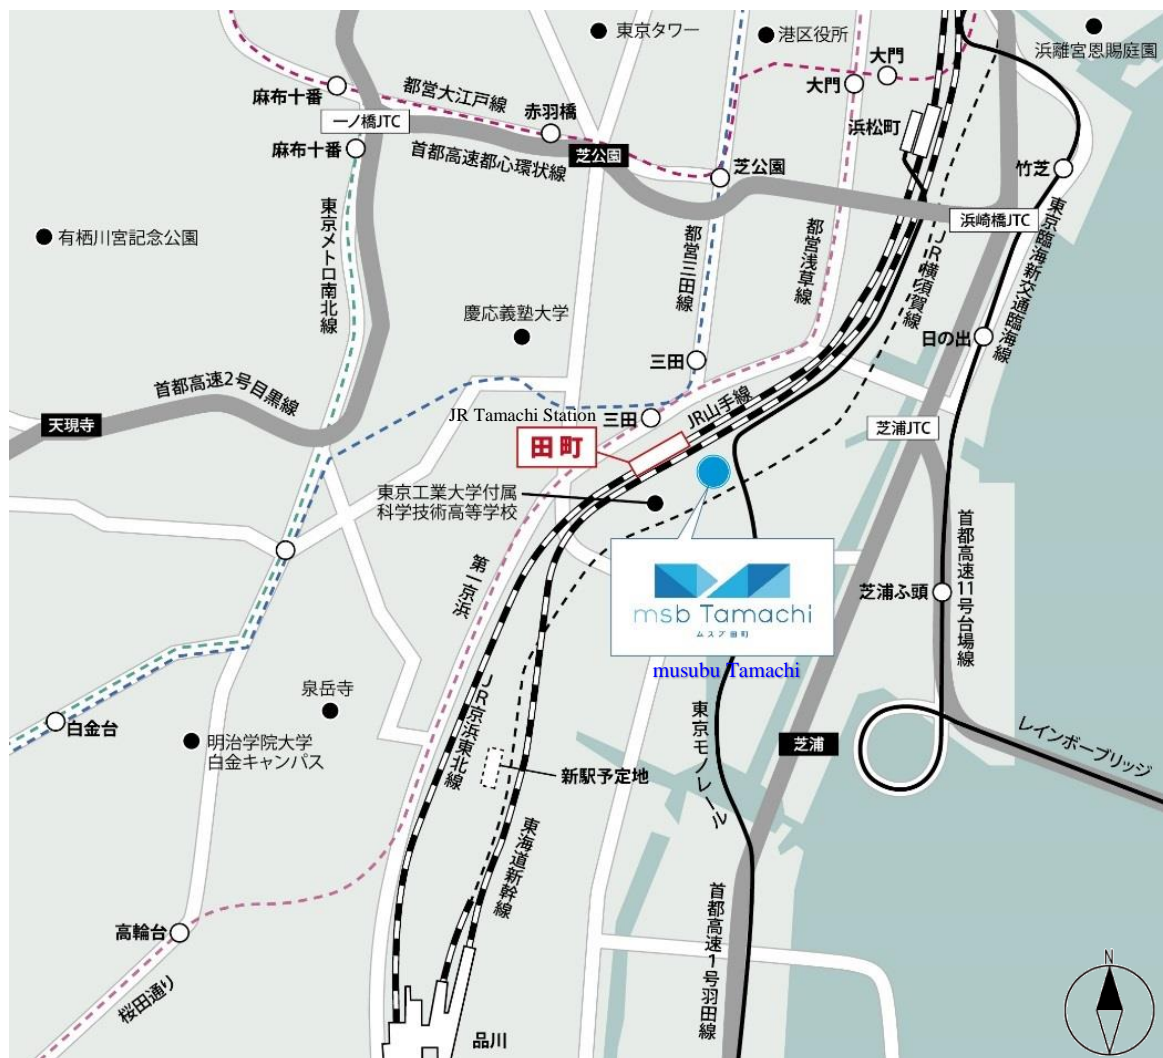 東京タワー
港区役所
浜離宮恩賜庭園
大門
大門
麻布十番
都営大江戸線
赤羽橋
浜松町
一ノ橋JTC
麻布十番
首都高速都心環状線
芝公園
芝公園
竹芝
浜崎橋JTC
有栖川宮記念公園
東京メトロ南北線
都営三田線
都営浅草線
JR横須賀線
東京臨海新交通臨海線
慶応義塾大学
日の出
三田
首都高速2号目黒線
天現寺
JR Tamachi Station
三田
JR山手線
芝浦JTC
田町
東京工業大学付属
科学技術高等学校
第一京浜
msb Tamachi
ムスブ田町
musubu Tamachi
芝浦ふ頭
首都高速11号台場線
泉岳寺
白金台
明治学院大学
白金キャンパス
JR京浜東北線
新駅予定地
東京モノレール
芝浦
レインボーブリッジ
東海道新幹線
首都高速1号羽田線
高輪台
桜田通り
品川
N